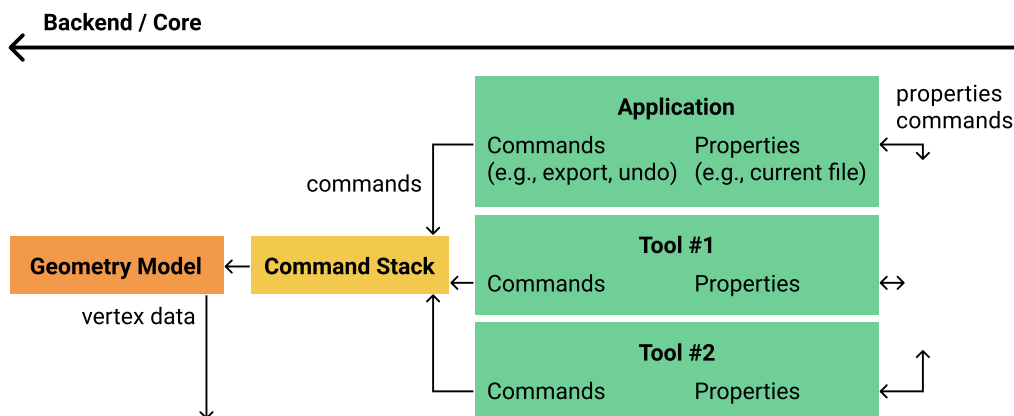 Backend / Core
Application
properties
commands
Commands
Properties
(e.g., export, undo)
(e.g., current file)
commands
Tool #1
Geometry Model
Command Stack
Commands
Properties
vertex data
Tool #2
Commands
Properties